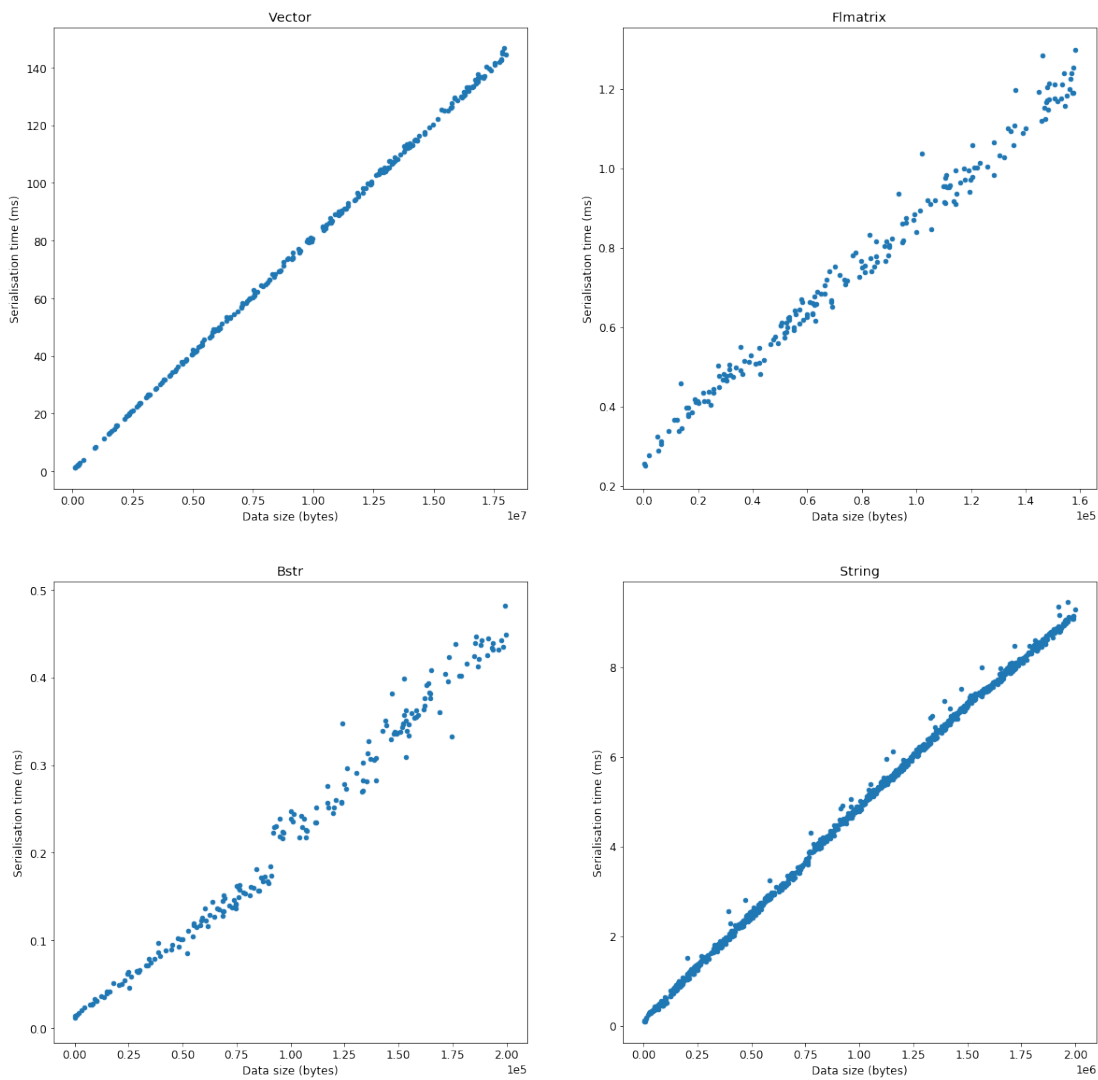 Vector
Serialisation time (ms)
140
120
100
80
60
40
20
0
0.00 0.25 0.50 0.75 1.00 1.25 1.50 1.75
1e7
Data size (bytes)
Flmatrix
Serialisation time (ms)
1.2
1.0
0.8
0.6
0.4
0.2
0.0 0.2 0.4 0.6 0.8 1.0 1.2 1.4 1.6
1e5
Data size (bytes)
Bstr
Serialisation time (ms)
0.5
0.4
0.3
0.2
0.1
0.0
0.00 0.25 0.50 0.75 1.00 1.25 1.50 1.75 2.00
1e5
Data size (bytes)
String
Serialisation time (ms)
8
6
4
2
0
0.00 0.25 0.50 0.75 1.00 1.25 1.50 1.75 2.00
1e6
Data size (bytes)